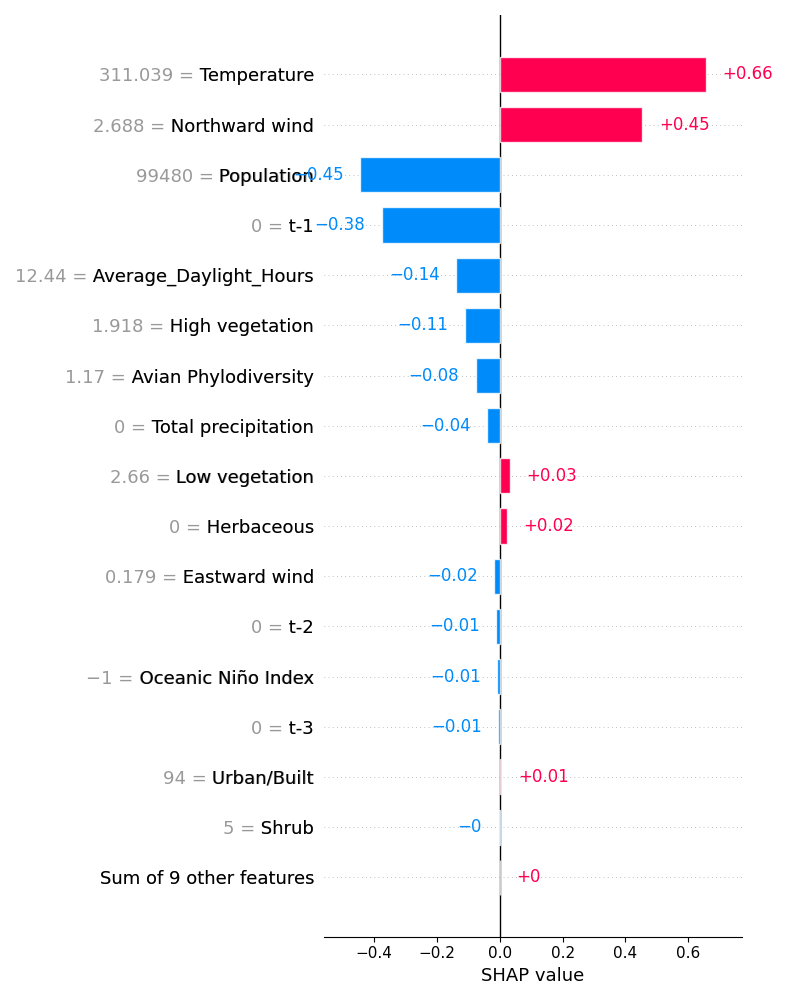 311.039 = Temperature +0.66
2.688 = Northward wind +0.45
99480 = Population −0.45
0 = t-1 −0.38
12.44 = Average_Daylight_Hours −0.14
1.918 = High vegetation −0.11
1.17 = Avian Phylodiversity −0.08
0 = Total precipitation −0.04
2.66 = Low vegetation +0.03
0 = Herbaceous +0.02
0.179 = Eastward wind −0.02
0 = t-2 −0.01
−1 = Oceanic Niño Index −0.01
0 = t-3 −0.01
94 = Urban/Built +0.01
5 = Shrub −0
Sum of 9 other features +0
−0.4 −0.2 0.0 0.2 0.4 0.6
SHAP value